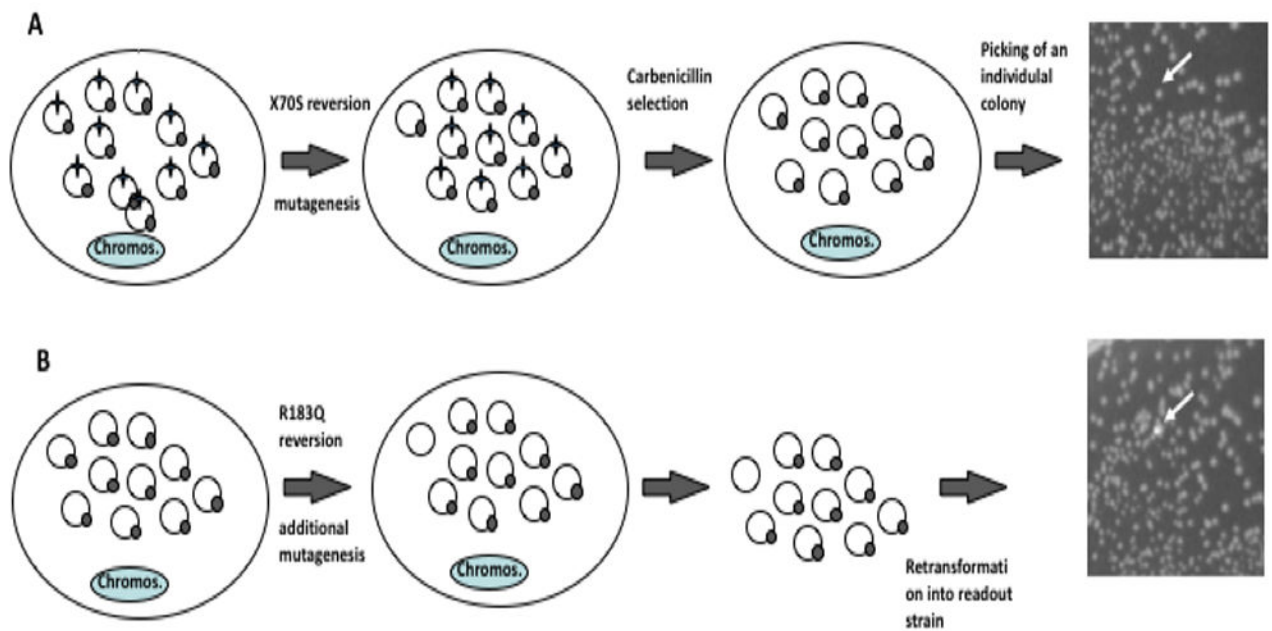 A
X70S reversion
mutagenesis
Carbenicillin
selection
Picking of an
individulal
colony
Chromos.
Chromos.
Chromos.
B
R183Q
reversion
additional
mutagenesis
Chromos.
Chromos.
Retransformati
on into readout
strain